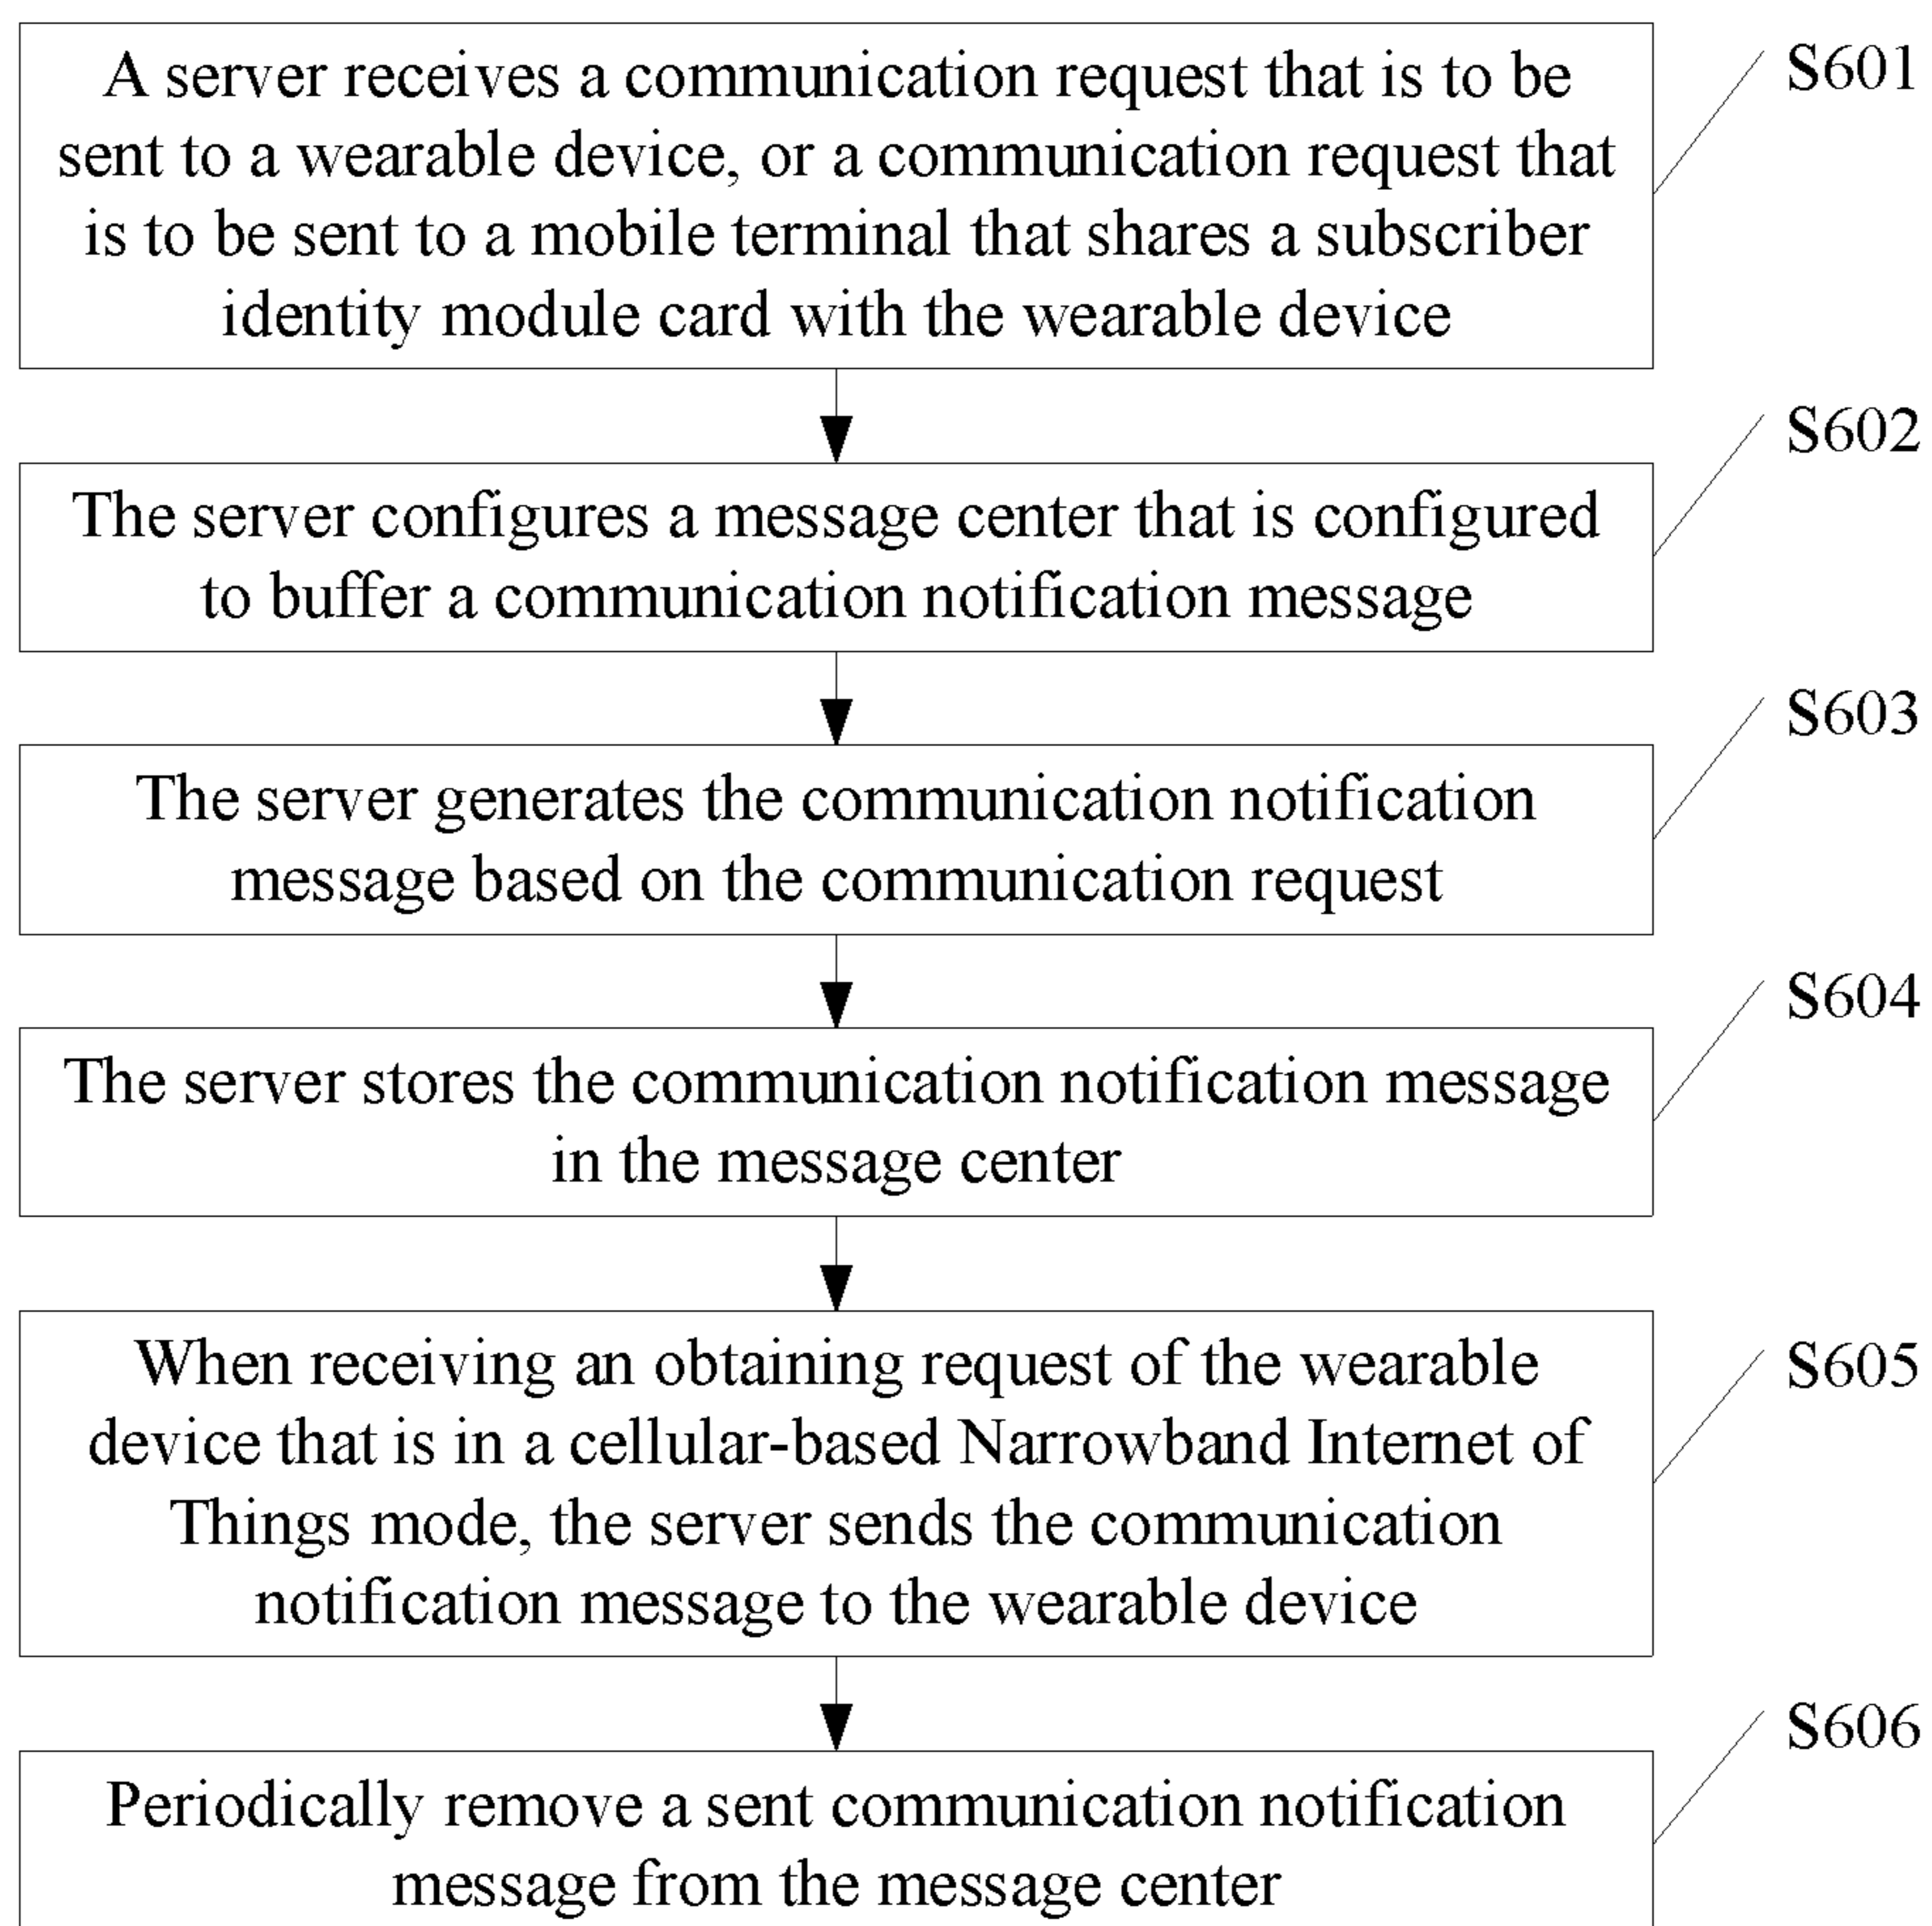 A server receives a communication request that is to be
sent to a wearable device, or a communication request that
is to be sent to a mobile terminal that shares a subscriber
identity module card with the wearable device
S601
The server configures a message center that is configured
to buffer a communication notification message
S602
The server generates the communication notification
message based on the communication request
S603
The server stores the communication notification message
in the message center
S604
When receiving an obtaining request of the wearable
device that is in a cellular-based Narrowband Internet of
Things mode, the server sends the communication
notification message to the wearable device
S605
Periodically remove a sent communication notification
message from the message center
S606